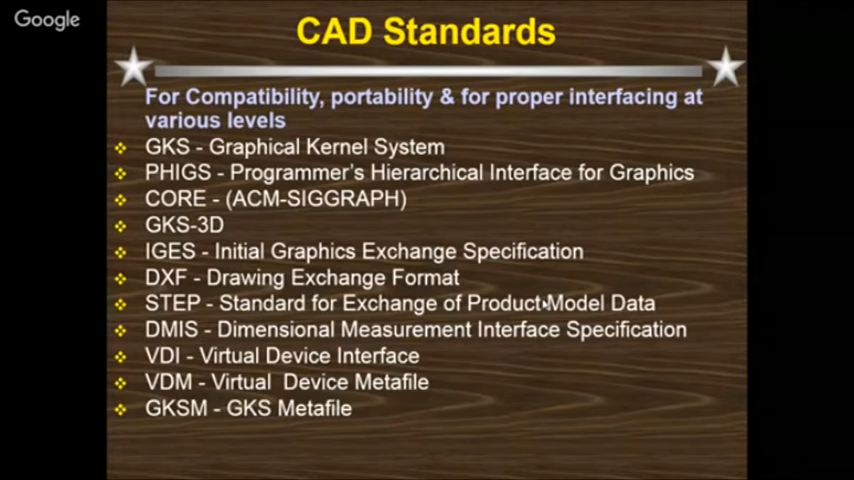 Google
CAD Standards
For Compatibility, portability & for proper interfacing at
various levels
GKS - Graphical Kernel System
PHIGS - Programmer's Hierarchical Interface for Graphics
CORE - (ACM-SIGGRAPH)
GKS-3D
IGES - Initial Graphics Exchange Specification
DXF - Drawing Exchange Format
STEP - Standard for Exchange of Product Model Data
DMIS - Dimensional Measurement Interface Specification
VDI - Virtual Device Interface
VDM - Virtual Device Metafile
GKSM - GKS Metafile